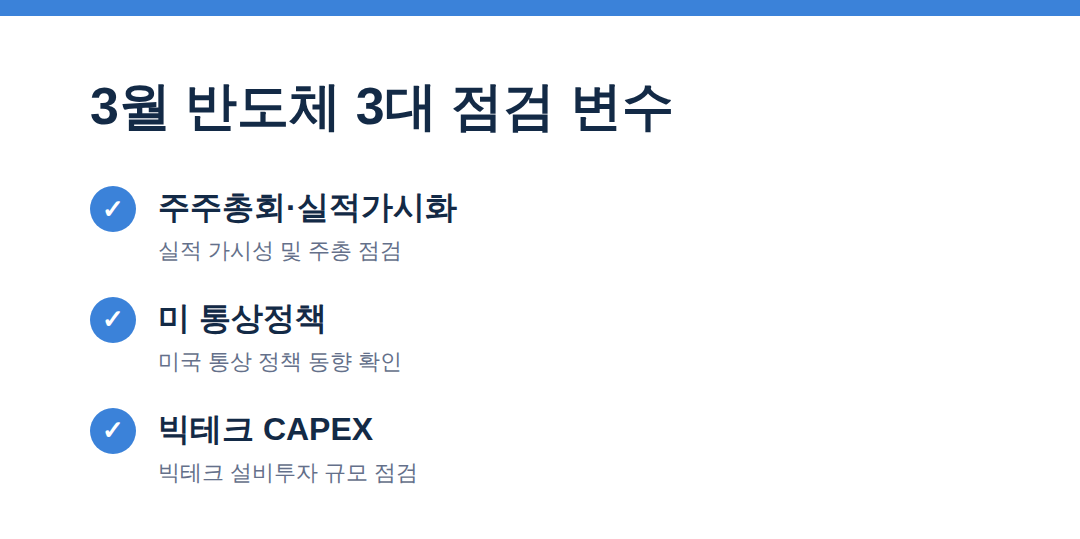 3월 반도체 3대 점검 변수
✓ 주주총회·실적가시화
실적 가시성 및 주총 점검
✓ 미 통상정책
미국 통상 정책 동향 확인
✓ 빅테크 CAPEX
빅테크 설비투자 규모 점검